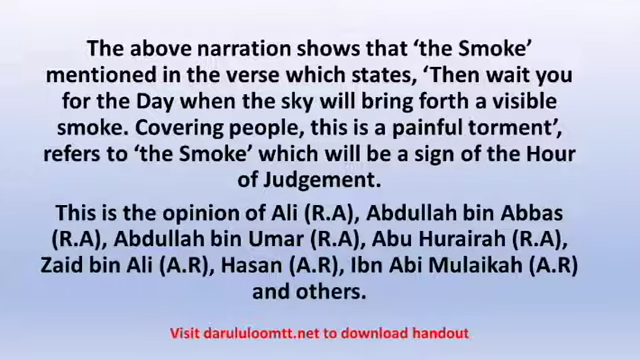 The above narration shows that ‘the Smoke’
mentioned in the verse which states, ‘Then wait you
for the Day when the sky will bring forth a visible
smoke. Covering people, this is a painful torment’,
refers to ‘the Smoke’ which will be a sign of the Hour
of Judgement.
This is the opinion of Ali (R.A), Abdullah bin Abbas
(R.A), Abdullah bin Umar (R.A), Abu Hurairah (R.A),
Zaid bin Ali (A.R), Hasan (A.R), Ibn Abi Mulaikah (A.R)
and others.
Visit darululoomtt.net to download handout